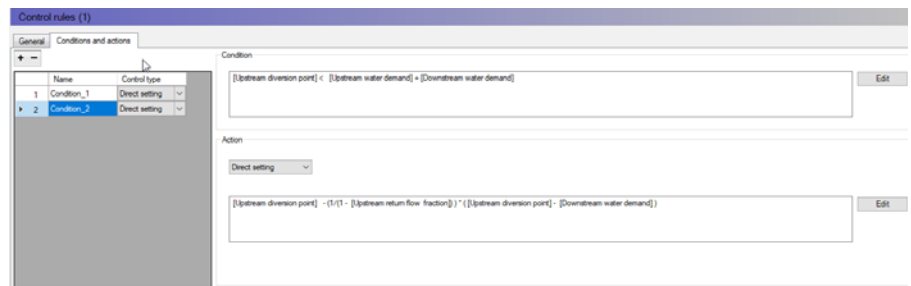 Control rules (1)
General Conditions and actions
+ −
Name Control type
1 Condition_1 Direct setting
2 Condition_2 Direct setting
Condition
[Upstream diversion point] < [Upstream water demand] + [Downstream water demand]
Edit
Action
Direct setting
[Upstream diversion point] - (1/(1 - [Upstream return flow fraction]) ) * ( [Upstream diversion point] - [Downstream water demand] )
Edit